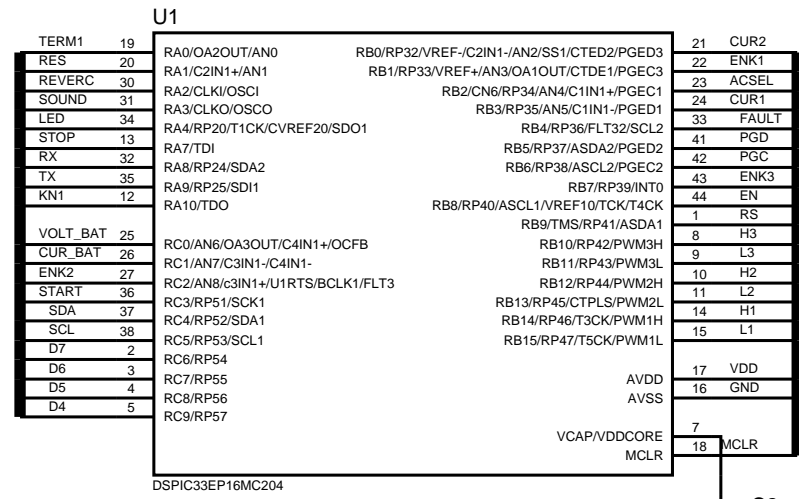 U1
TERM1 19 RA0/OA2OUT/AN0 RB0/RP32/VREF-/C2IN1-/AN2/SS1/CTED2/PGED3 21 CUR2
RES 20 RA1/C2IN1+/AN1 RB1/RP33/VREF+/AN3/OA1OUT/CTDE1/PGEC3 22 ENK1
REVERC 30 RA2/CLKI/OSCI RB2/CN6/RP34/AN4/C1IN1+/PGEC1 23 ACSEL
SOUND 31 RA3/CLKO/OSCO RB3/RP35/AN5/C1IN1-/PGED1 24 CUR1
LED 34 RA4/RP20/T1CK/CVREF20/SDO1 RB4/RP36/FLT32/SCL2 33 FAULT
STOP 13 RA7/TDI RB5/RP37/ASDA2/PGED2 41 PGD
RX 32 RA8/RP24/SDA2 RB6/RP38/ASCL2/PGEC2 42 PGC
TX 35 RA9/RP25/SDI1 RB7/RP39/INT0 43 ENK3
KN1 12 RA10/TDO RB8/RP40/ASCL1/VREF10/TCK/T4CK 44 EN
RB9/TMS/RP41/ASDA1 1 RS
VOLT_BAT 25 RC0/AN6/OA3OUT/C4IN1+/OCFB RB10/RP42/PWM3H 8 H3
CUR_BAT 26 RC1/AN7/C3IN1-/C4IN1- RB11/RP43/PWM3L 9 L3
ENK2 27 RC2/AN8/c3IN1+/U1RTS/BCLK1/FLT3 RB12/RP44/PWM2H 10 H2
START 36 RC3/RP51/SCK1 RB13/RP45/CTPLS/PWM2L 11 L2
SDA 37 RC4/RP52/SDA1 RB14/RP46/T3CK/PWM1H 14 H1
SCL 38 RC5/RP53/SCL1 RB15/RP47/T5CK/PWM1L 15 L1
D7 2 RC6/RP54
D6 3 RC7/RP55 AVDD 17 VDD
D5 4 RC8/RP56 AVSS 16 GND
D4 5 RC9/RP57
VCAP/VDDCORE 7
MCLR 18 MCLR
DSPIC33EP16MC204